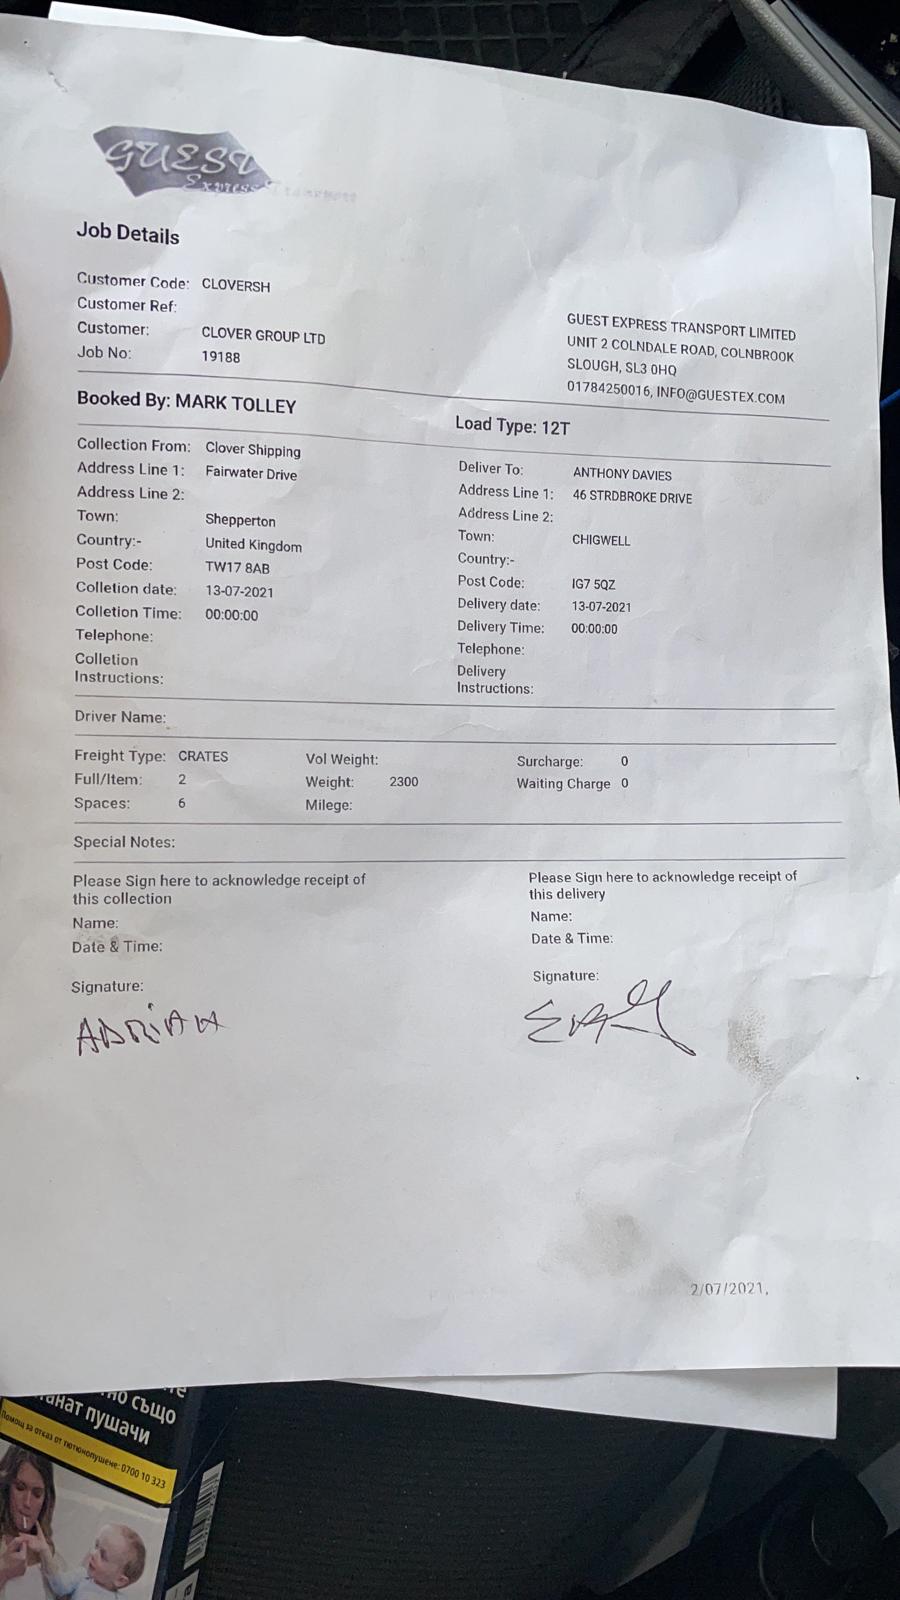 GUEST
Express Transport
Job Details
Customer Code: CLOVERSH
Customer Ref:
Customer: CLOVER GROUP LTD
Job No: 19188
GUEST EXPRESS TRANSPORT LIMITED
UNIT 2 COLNDALE ROAD, COLNBROOK
SLOUGH, SL3 0HQ
01784250016, INFO@GUESTEX.COM
Booked By: MARK TOLLEY
Load Type: 12T
Collection From: Clover Shipping
Address Line 1: Fairwater Drive
Address Line 2:
Town: Shepperton
Country:- United Kingdom
Post Code: TW17 8AB
Colletion date: 13-07-2021
Colletion Time: 00:00:00
Telephone:
Colletion
Instructions:
Deliver To: ANTHONY DAVIES
Address Line 1: 46 STRDBROKE DRIVE
Address Line 2:
Town: CHIGWELL
Country:-
Post Code: IG7 5QZ
Delivery date: 13-07-2021
Delivery Time: 00:00:00
Telephone:
Delivery
Instructions:
Driver Name:
Freight Type: CRATES Vol Weight: Surcharge: 0
Full/Item: 2 Weight: 2300 Waiting Charge 0
Spaces: 6 Milege:
Special Notes:
Please Sign here to acknowledge receipt of
this collection
Name:
Date & Time:
Signature:
ADRiAN
Please Sign here to acknowledge receipt of
this delivery
Name:
Date & Time:
Signature:
2/07/2021,
но също
пушачи
Помощ за отказ от тютюнопушене: 0700 10 323